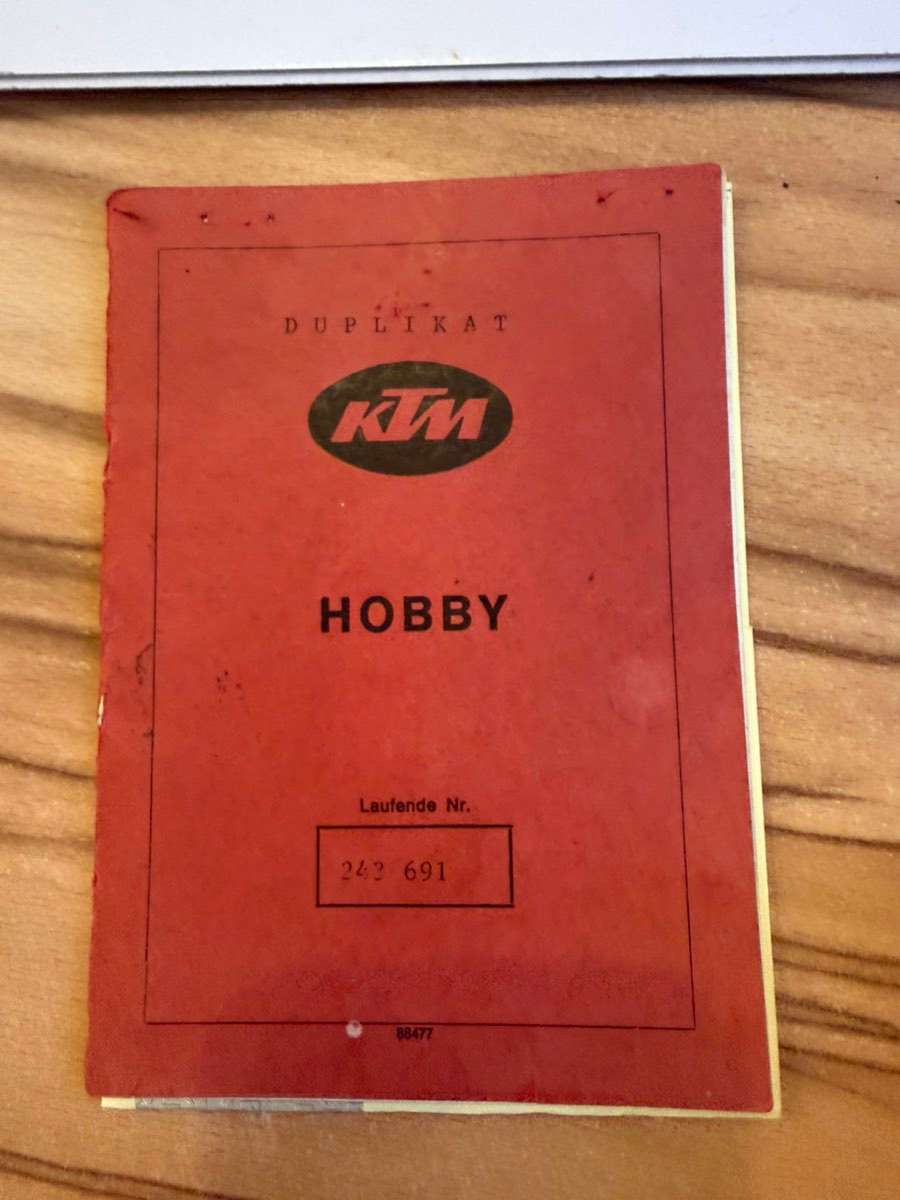 DUPLIKAT
KTM
HOBBY
Laufende Nr.
243 691
88477